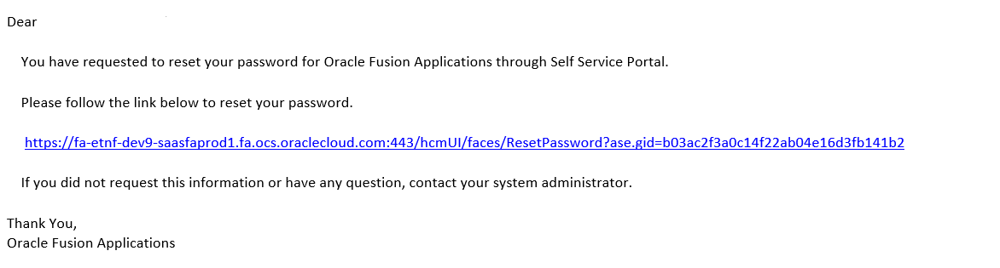 Dear
You have requested to reset your password for Oracle Fusion Applications through Self Service Portal.
Please follow the link below to reset your password.
https://fa-etnf-dev9-saasfaprod1.fa.ocs.oraclecloud.com:443/hcmUI/faces/ResetPassword?ase.gid=b03ac2f3a0c14f22ab04e16d3fb141b2
If you did not request this information or have any question, contact your system administrator.
Thank You,
Oracle Fusion Applications